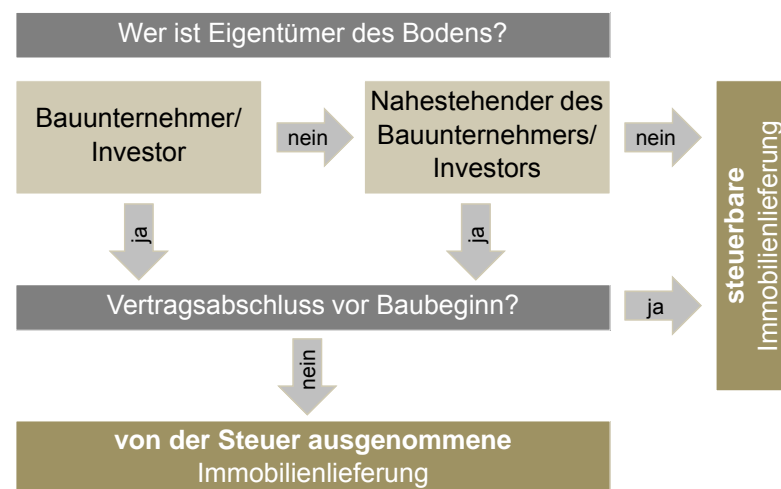 Wer ist Eigentümer des Bodens?
Bauunternehmer/
Investor
nein
Nahestehender des
Bauunternehmers/
Investors
nein
ja
ja
Vertragsabschluss vor Baubeginn?
ja
steuerbare
Immobilienlieferung
nein
von der Steuer ausgenommene
Immobilienlieferung